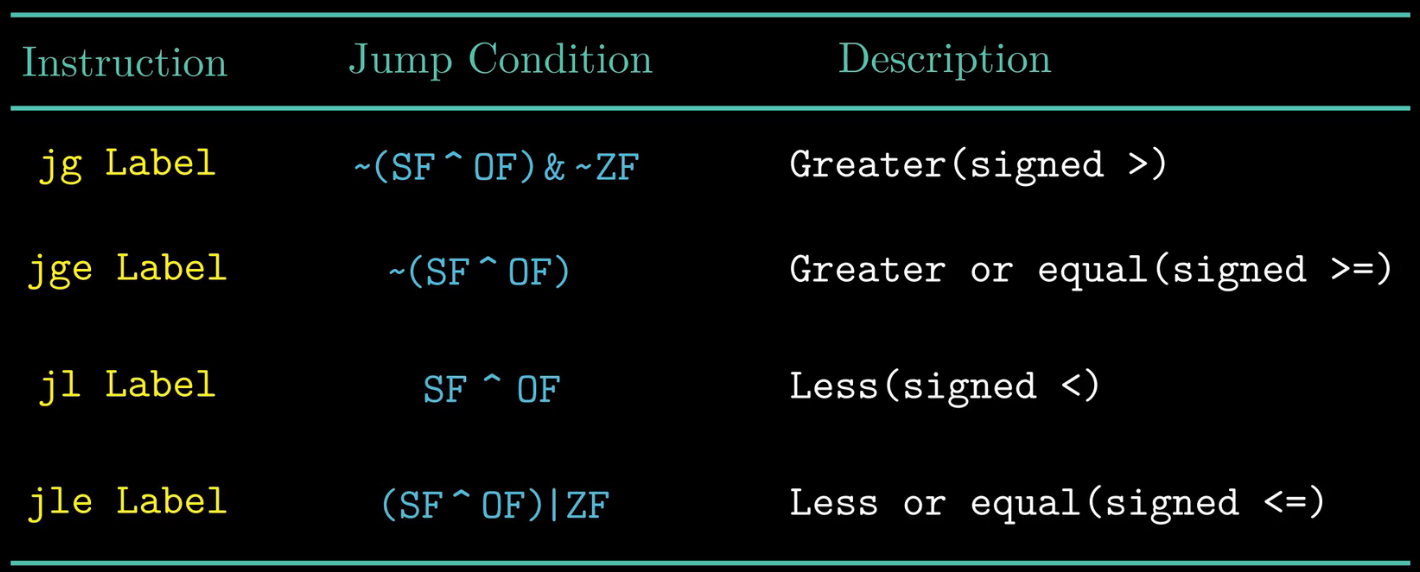 Instruction Jump Condition Description
jg Label ~(SF ^ OF) & ~ZF Greater(signed >)
jge Label ~(SF ^ OF) Greater or equal(signed >=)
jl Label SF ^ OF Less(signed <)
jle Label (SF ^ OF)|ZF Less or equal(signed <=)